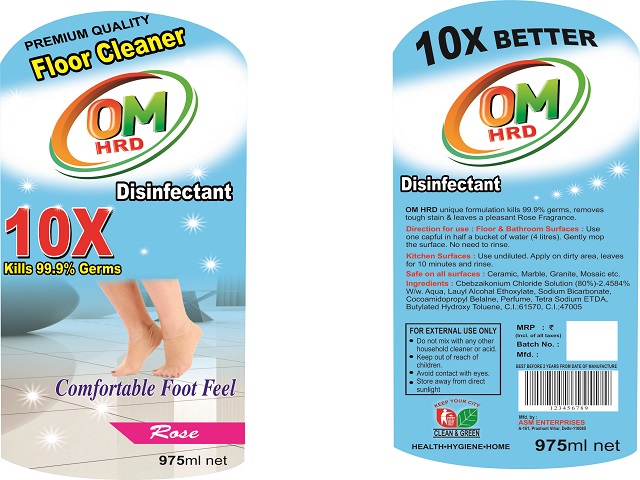 PREMIUM QUALITY
Floor Cleaner
OM
HRD
Disinfectant
10X
Kills 99.9% Germs
Comfortable Foot Feel
Rose
975ml net
10X BETTER
OM
HRD
Disinfectant
OM HRD unique formulation kills 99.9% germs, removes
tough stain & leaves a pleasant Rose Fragrance.
Direction for use : Floor & Bathroom Surfaces : Use
one capful in half a bucket of water (4 litres). Gently mop
the surface. No need to rinse.
Kitchen Surfaces : Use undiluted. Apply on dirty area, leaves
for 10 minutes and rinse.
Safe on all surfaces : Ceramic, Marble, Granite, Mosaic etc.
Ingredients : Cbebzaikonium Chloride Solution (80%)-2.4584%
W/w. Aqua, Lauyl Alcohol Ethoxylate, Sodium Bicarbonate,
Cocoamidopropyl Belalne, Perfume, Tetra Sodium ETDA,
Butylated Hydroxy Toluene, C.I.:61570, C.I.;47005
FOR EXTERNAL USE ONLY
• Do not mix with any other
household cleaner or acid.
• Keep out of reach of
children.
• Avoid contact with eyes.
• Store away from direct
sunlight
MRP : ₹
(Incl. of all taxes)
Batch No. :
Mfd. :
BEST BEFORE 3 YEARS FROM DATE OF MANUFACTURE
123456789
KEEP YOUR CITY
CLEAN & GREEN
Mfd. by :
ASM ENTERPRISES
A-161, Prashant Vihar, Delhi-110085
HEALTH•HYGIENE•HOME
975ml net